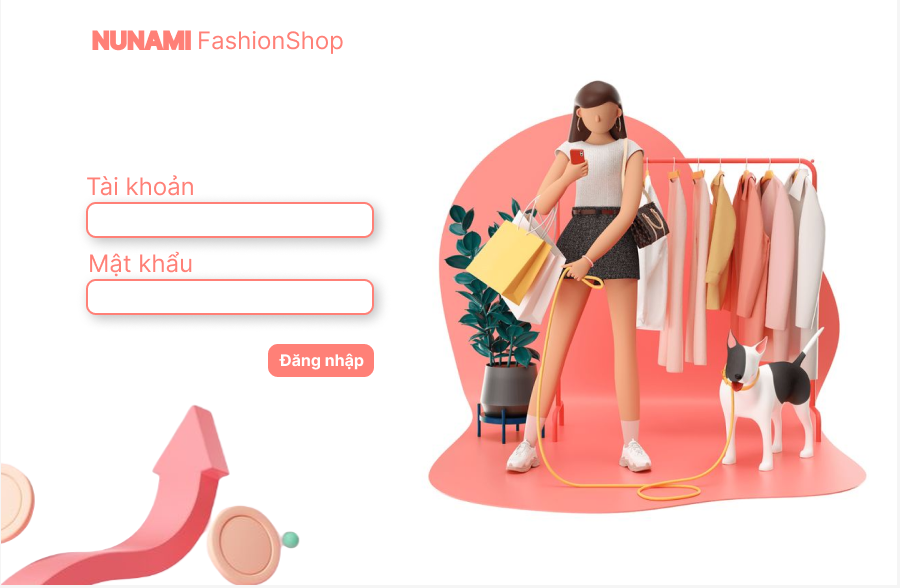 NUNAMI FashionShop
Tài khoản
Mật khẩu
Đăng nhập